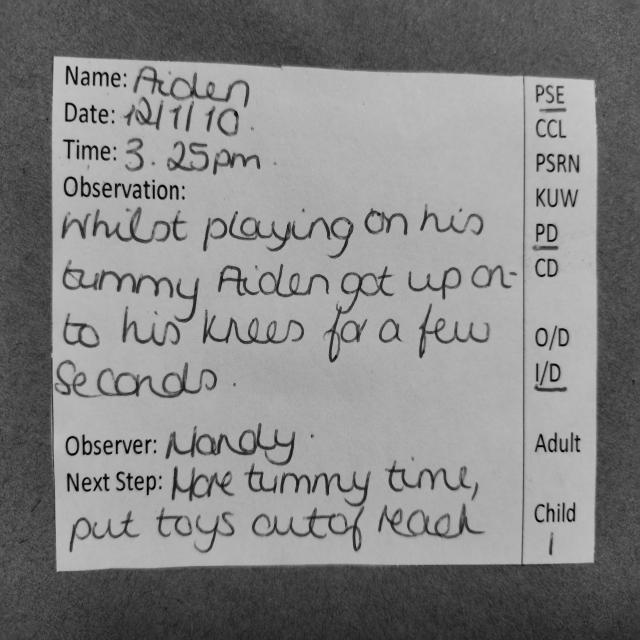 Name: Aiden
Date: 12/1/10.
Time: 3.25pm.
Observation:
Whilst playing on his
tummy Aiden got up on-
to his knees for a few
seconds.
Observer: Mandy.
Next Step: More tummy time,
put toys out of reach
PSE
CCL
PSRN
KUW
PD
CD
O/D
I/D
Adult
Child
1